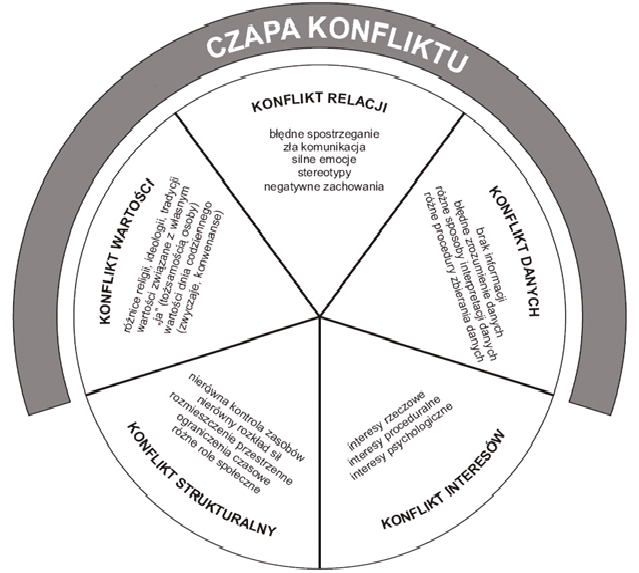 CZAPA KONFLIKTU
KONFLIKT RELACJI
błędne spostrzeganie
zła komunikacja
silne emocje
stereotypy
negatywne zachowania
KONFLIKT DANYCH
brak informacji
błędne zrozumienie danych
różne sposoby interpretacji danych
różne procedury zbierania danych
KONFLIKT INTERESÓW
interesy rzeczowe
interesy proceduralne
interesy psychologiczne
KONFLIKT STRUKTURALNY
nierówna kontrola zasobów
nierówny rozkład sił
rozmieszczenie przestrzenne
ograniczenia czasowe
różne role społeczne
KONFLIKT WARTOŚCI
różnice religii, ideologii, tradycji
wartości związane z własnym
„ja" (tożsamością osoby)
wartości dnia codziennego
(zwyczaje, konwenanse)